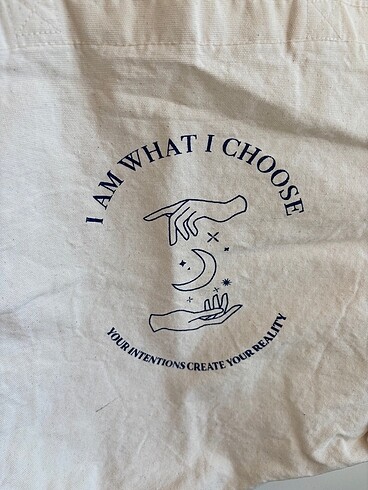 I AM WHAT I CHOOSE
YOUR INTENTIONS CREATE YOUR REALITY